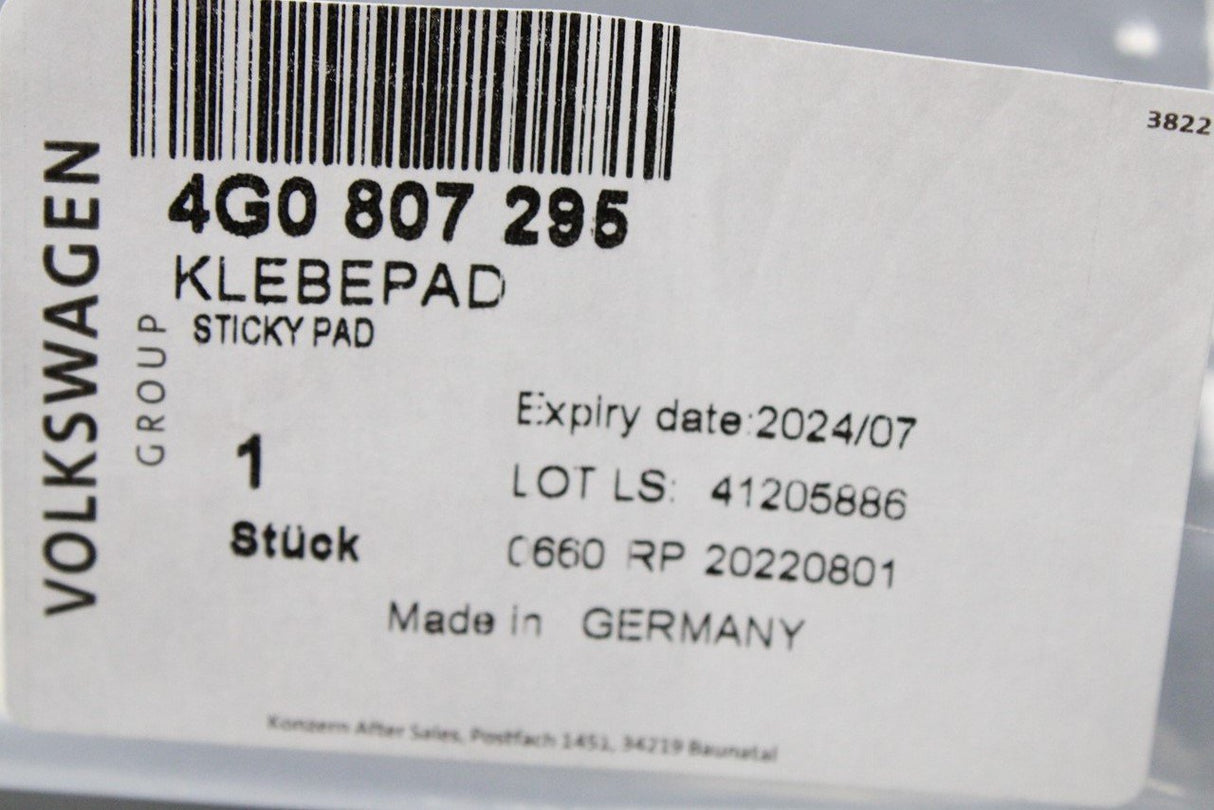 3822
4G0 807 295
KLEBEPAD
STICKY PAD
VOLKSWAGEN
GROUP
1
Stück
Expiry date:2024/07
LOT LS: 41205886
0660 RP 20220801
Made in GERMANY
Konzern After Sales, Postfach 1451, 34219 Baunatal